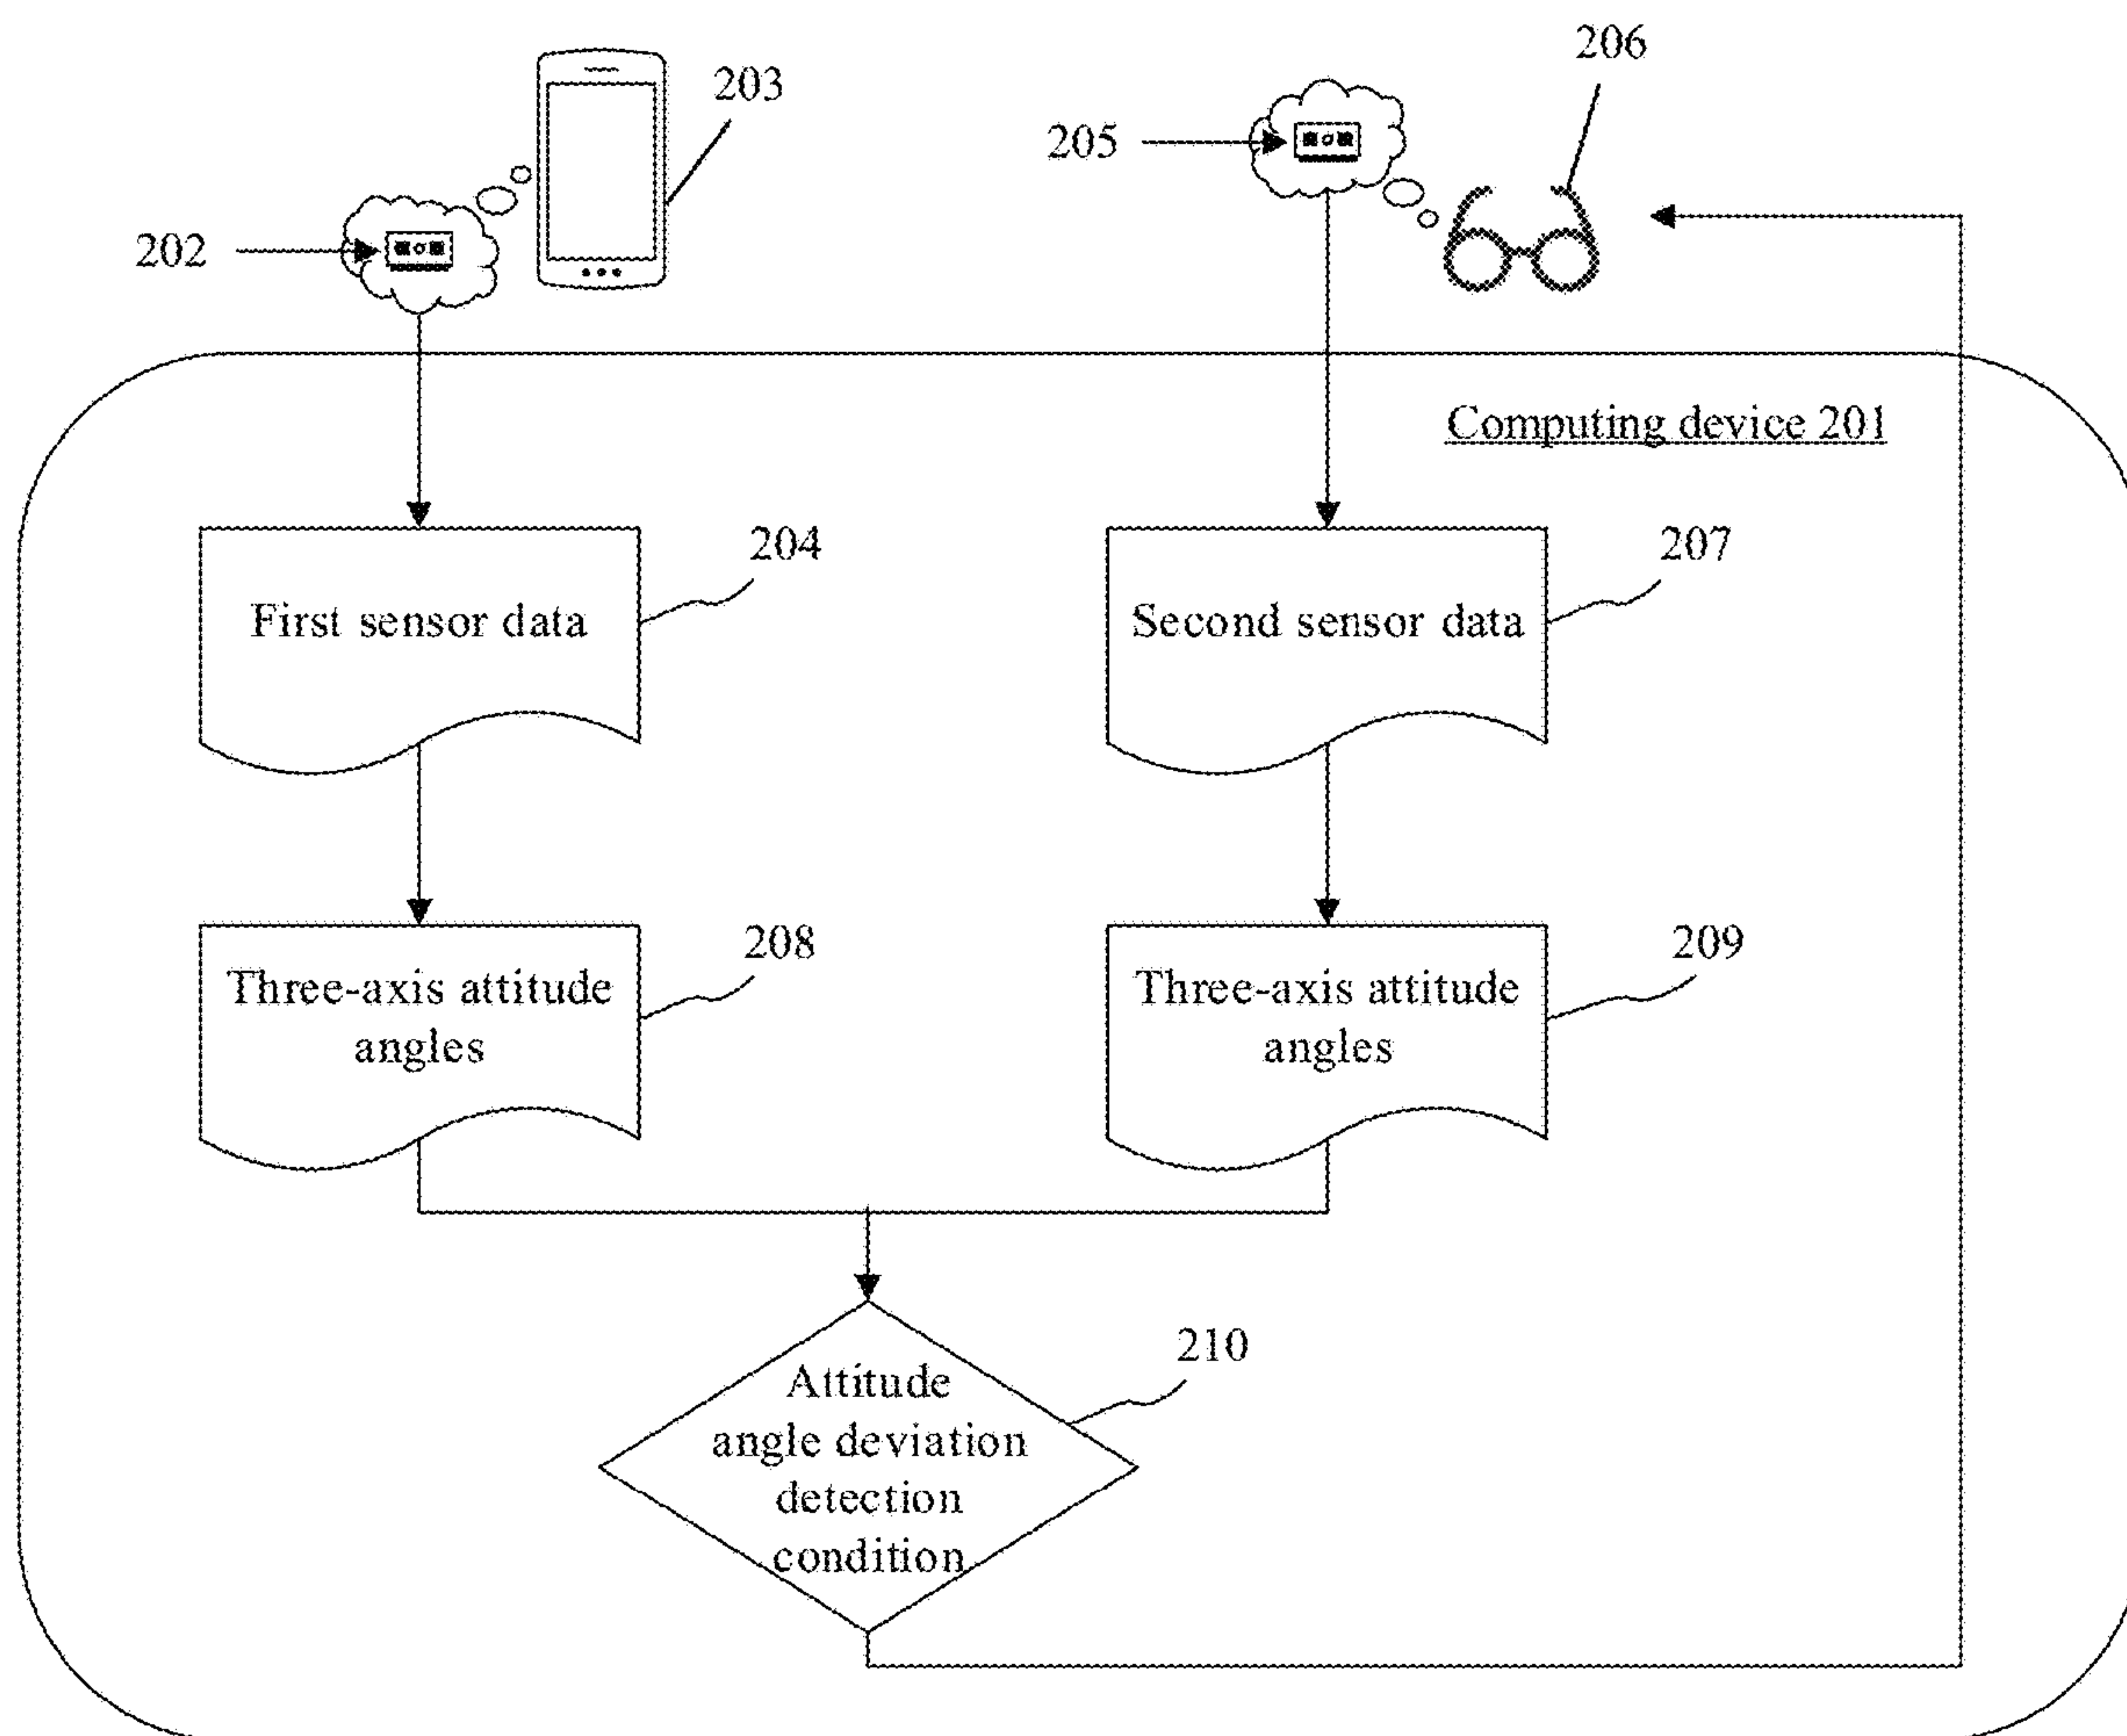 206
203
205
202
Computing device 201
204
207
First sensor data
Second sensor data
208
209
Three-axis attitude
angles
Three-axis attitude
angles
210
Attitude
angle deviation
detection
condition